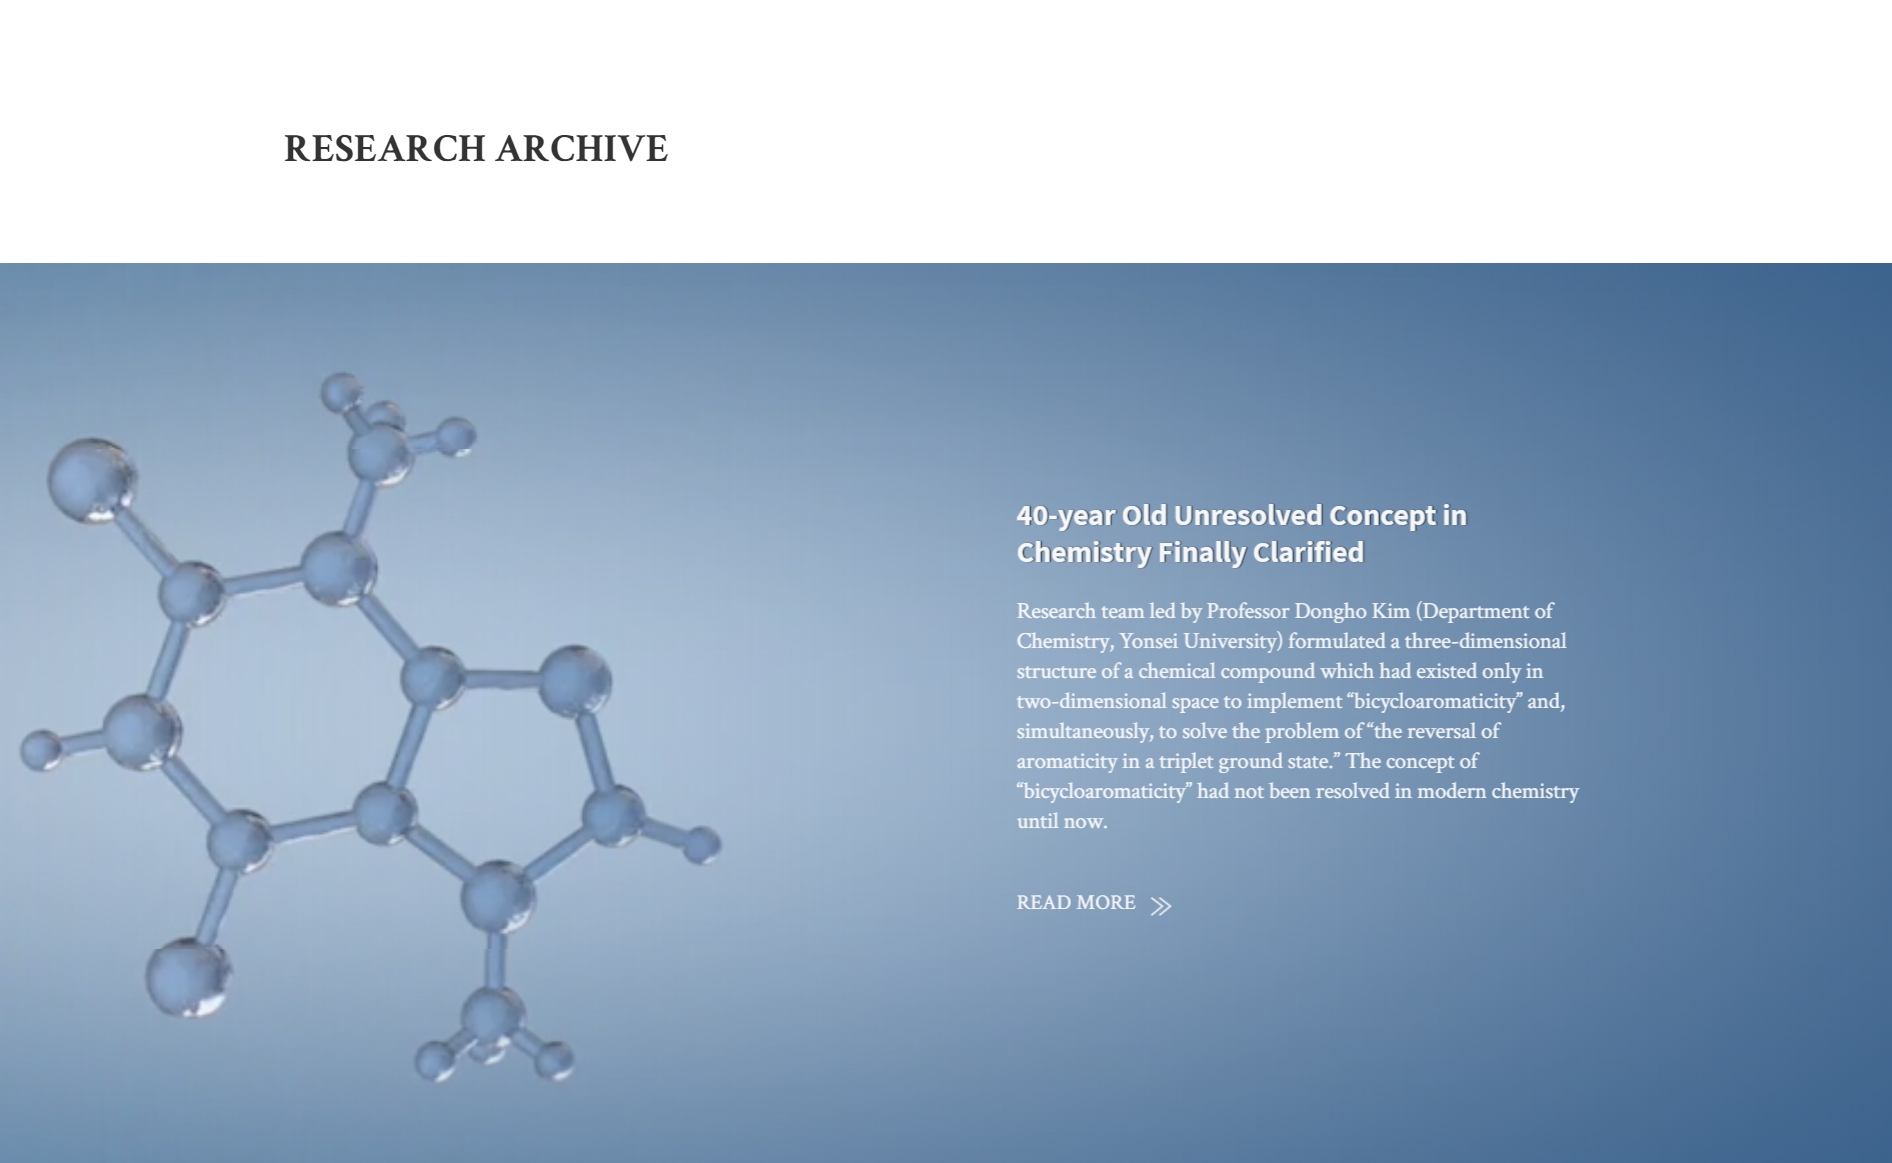 RESEARCH ARCHIVE
40-year Old Unresolved Concept in
Chemistry Finally Clarified
Research team led by Professor Dongho Kim (Department of
Chemistry, Yonsei University) formulated a three-dimensional
structure of a chemical compound which had existed only in
two-dimensional space to implement “bicycloaromaticity” and,
simultaneously, to solve the problem of “the reversal of
aromaticity in a triplet ground state.” The concept of
“bicycloaromaticity” had not been resolved in modern chemistry
until now.
READ MORE